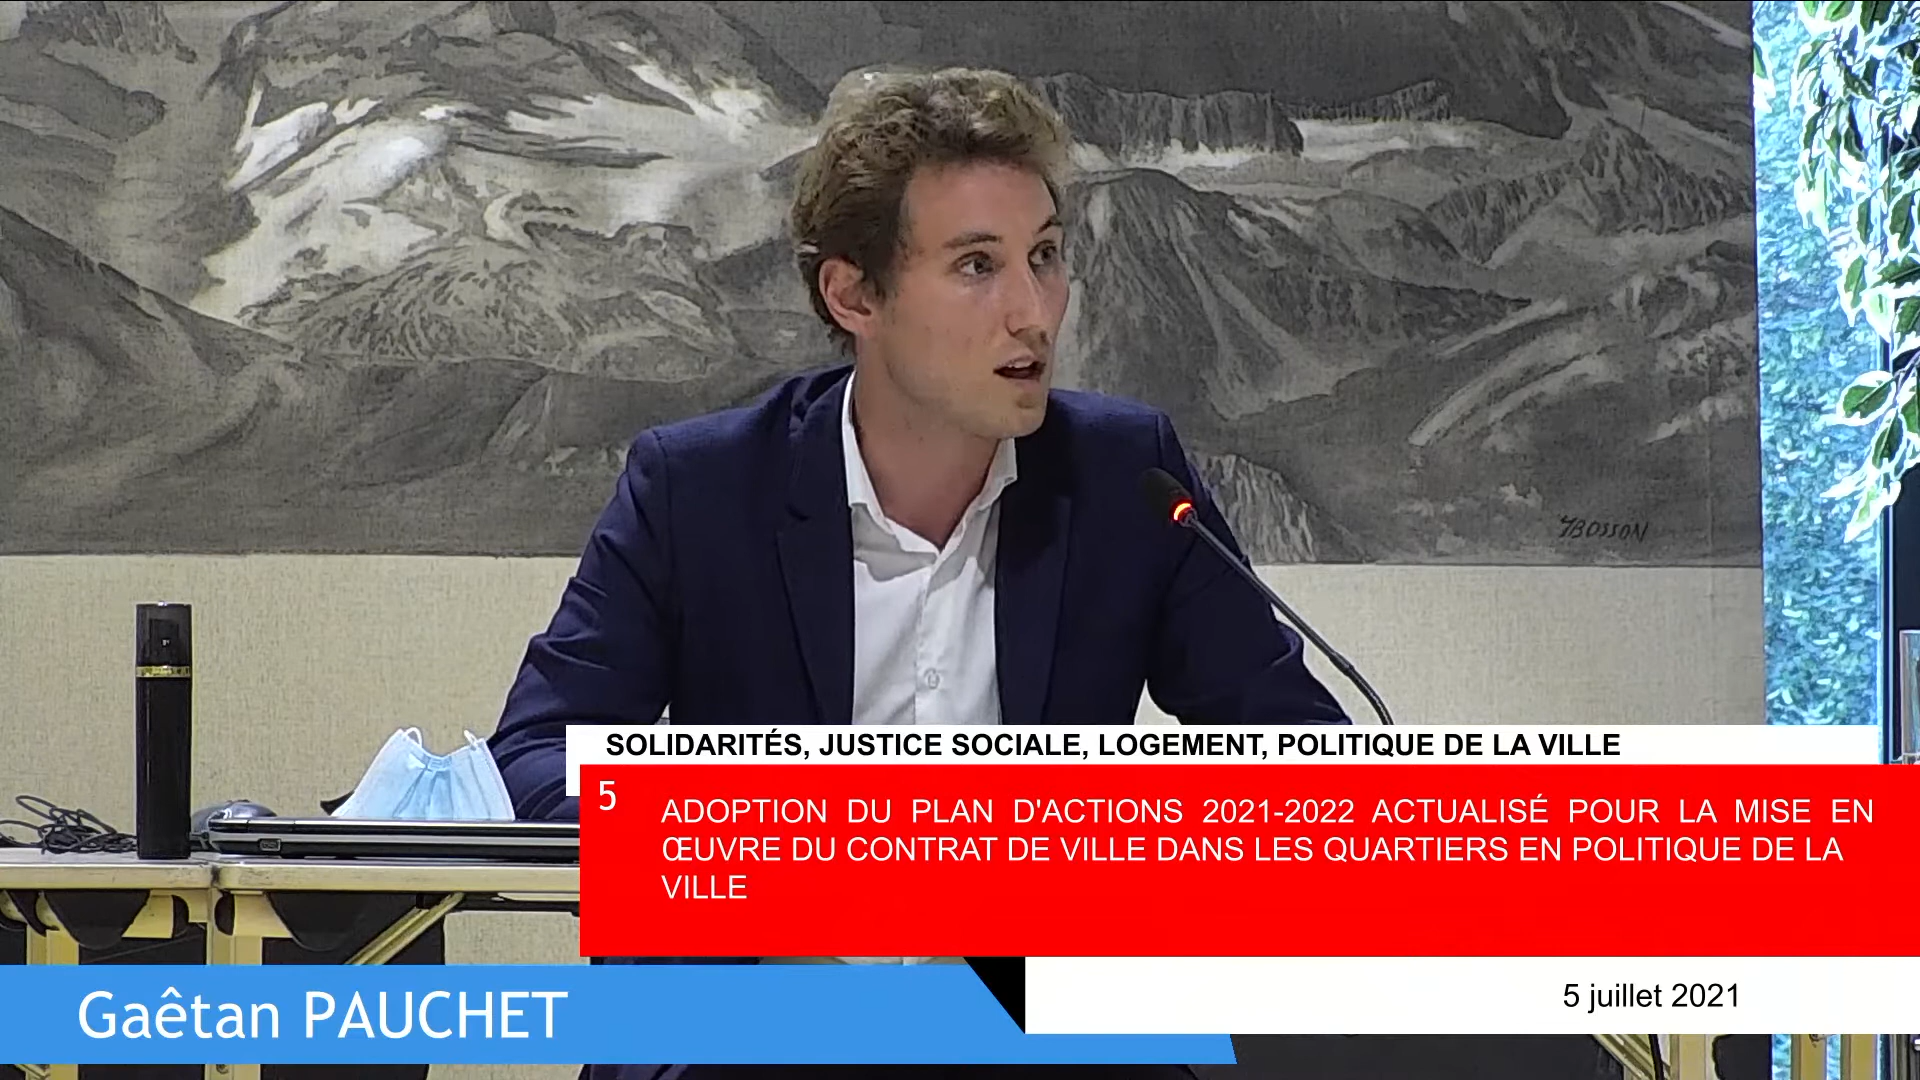 JBOSSON
SOLIDARITÉS, JUSTICE SOCIALE, LOGEMENT, POLITIQUE DE LA VILLE
5
ADOPTION DU PLAN D'ACTIONS 2021-2022 ACTUALISÉ POUR LA MISE EN
ŒUVRE DU CONTRAT DE VILLE DANS LES QUARTIERS EN POLITIQUE DE LA
VILLE
Gaêtan PAUCHET
5 juillet 2021